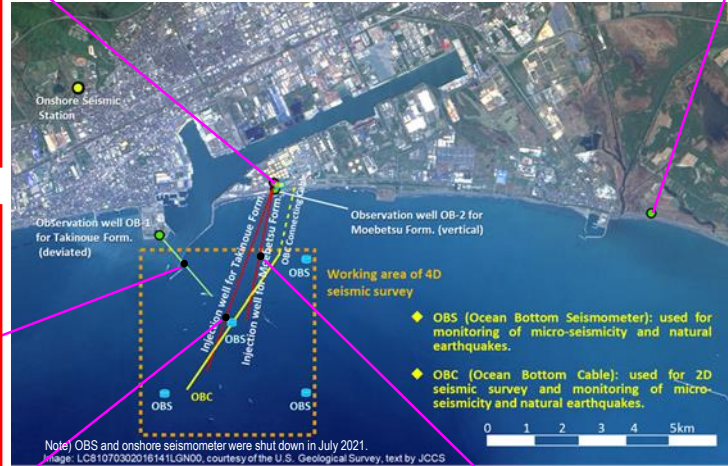 Onshore Seismic
Station
Observation well OB-1
for Takinoue Form.
(deviated)
Injection well for Takinoue Form.
Injection well for Moebetsu Form.
OBC Connecting Cable
Observation well OB-2 for
Moebetsu Form. (vertical)
OBS
Working area of 4D
seismic survey
OBS
OBC
OBS
OBS
◆ OBS (Ocean Bottom Seismometer): used for
monitoring of micro-seismicity and natural
earthquakes.
◆ OBC (Ocean Bottom Cable): used for 2D
seismic survey and monitoring of micro-
seismicity and natural earthquakes.
0 1 2 3 4 5km
Note) OBS and onshore seismometer were shut down in July 2021.
Image: LC81070302016141LGN00, courtesy of the U.S. Geological Survey, text by JCCS